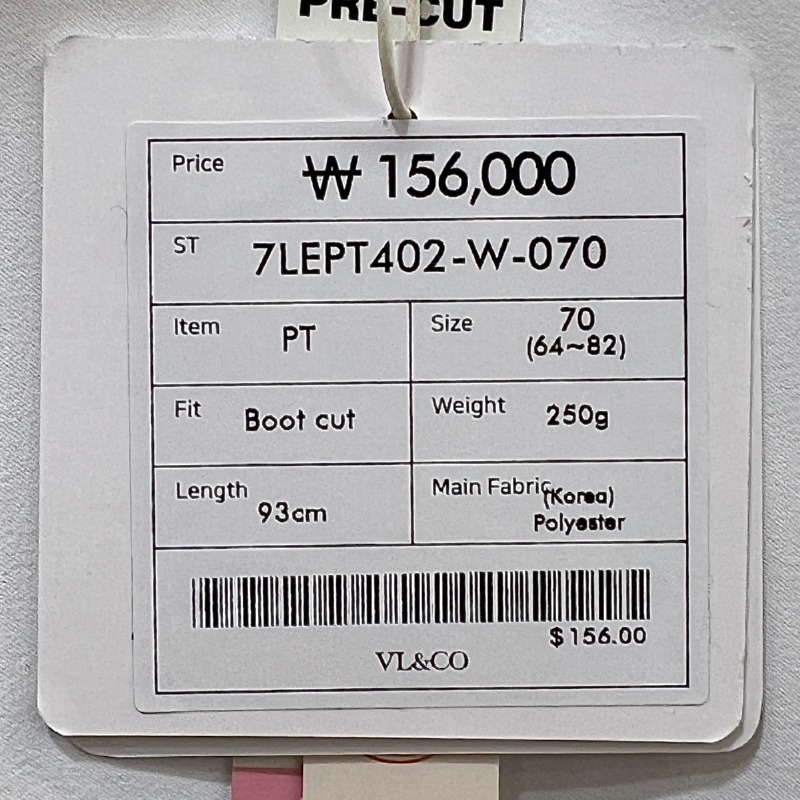 PRE-CUT
Price ₩ 156,000
ST 7LEPT402-W-070
Item PT
Size 70
(64~82)
Fit Boot cut
Weight 250g
Length 93cm
Main Fabric (Korea)
Polyester
$156.00
VL&CO